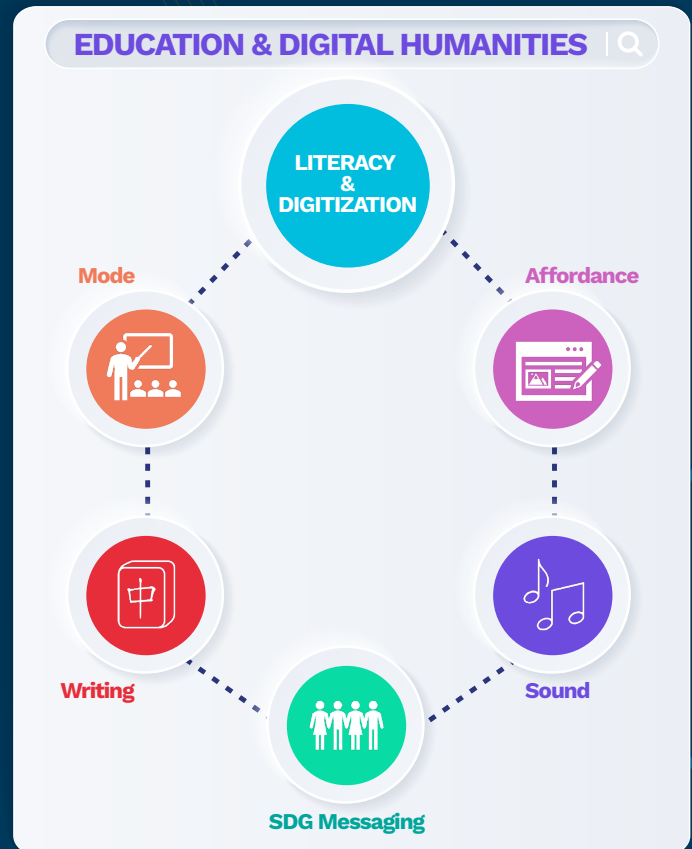 EDUCATION & DIGITAL HUMANITIES
LITERACY
&
DIGITIZATION
Mode
Affordance
中
Writing
Sound
SDG Messaging